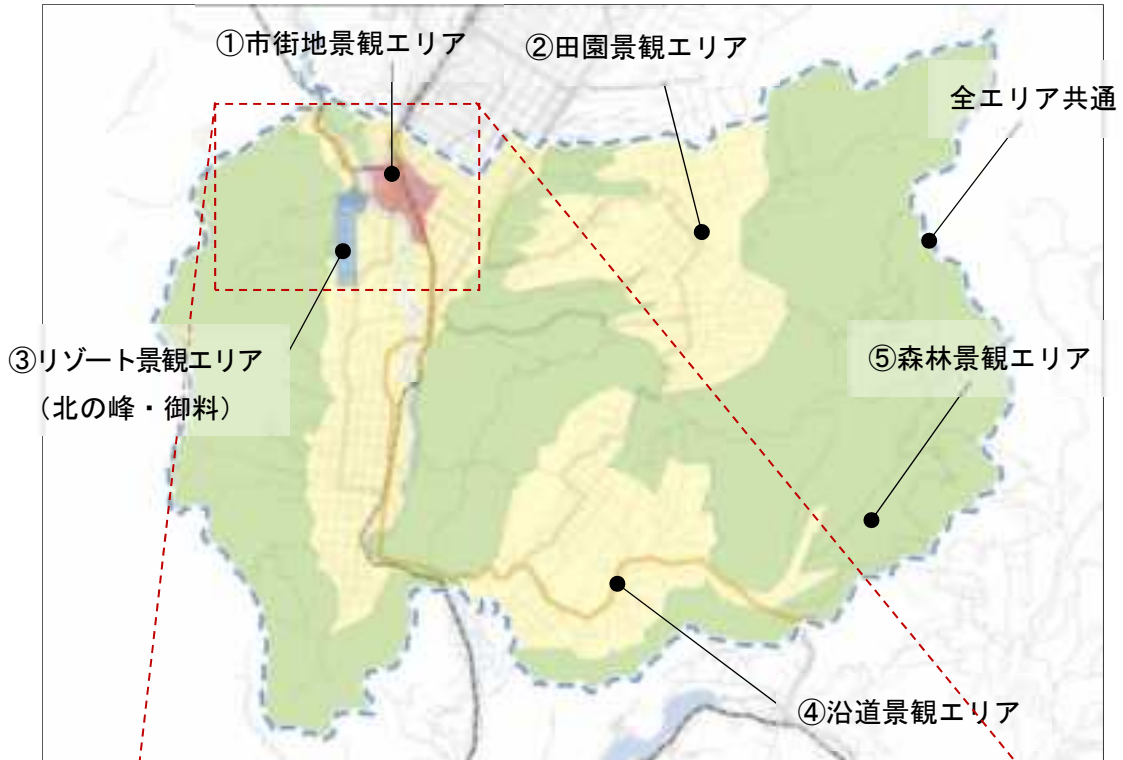 ①市街地景観エリア
②田園景観エリア
全エリア共通
③リゾート景観エリア
（北の峰・御料）
⑤森林景観エリア
④沿道景観エリア